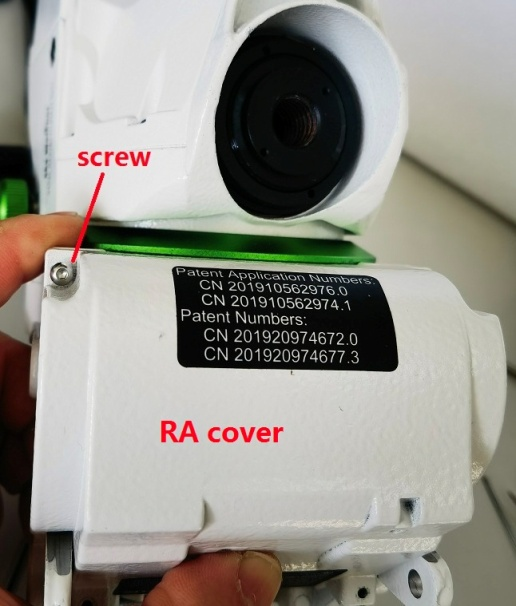 screw
Patent Application Numbers:
CN 201910562976.0
CN 201910562974.1
Patent Numbers:
CN 201920974672.0
CN 201920974677.3
RA cover